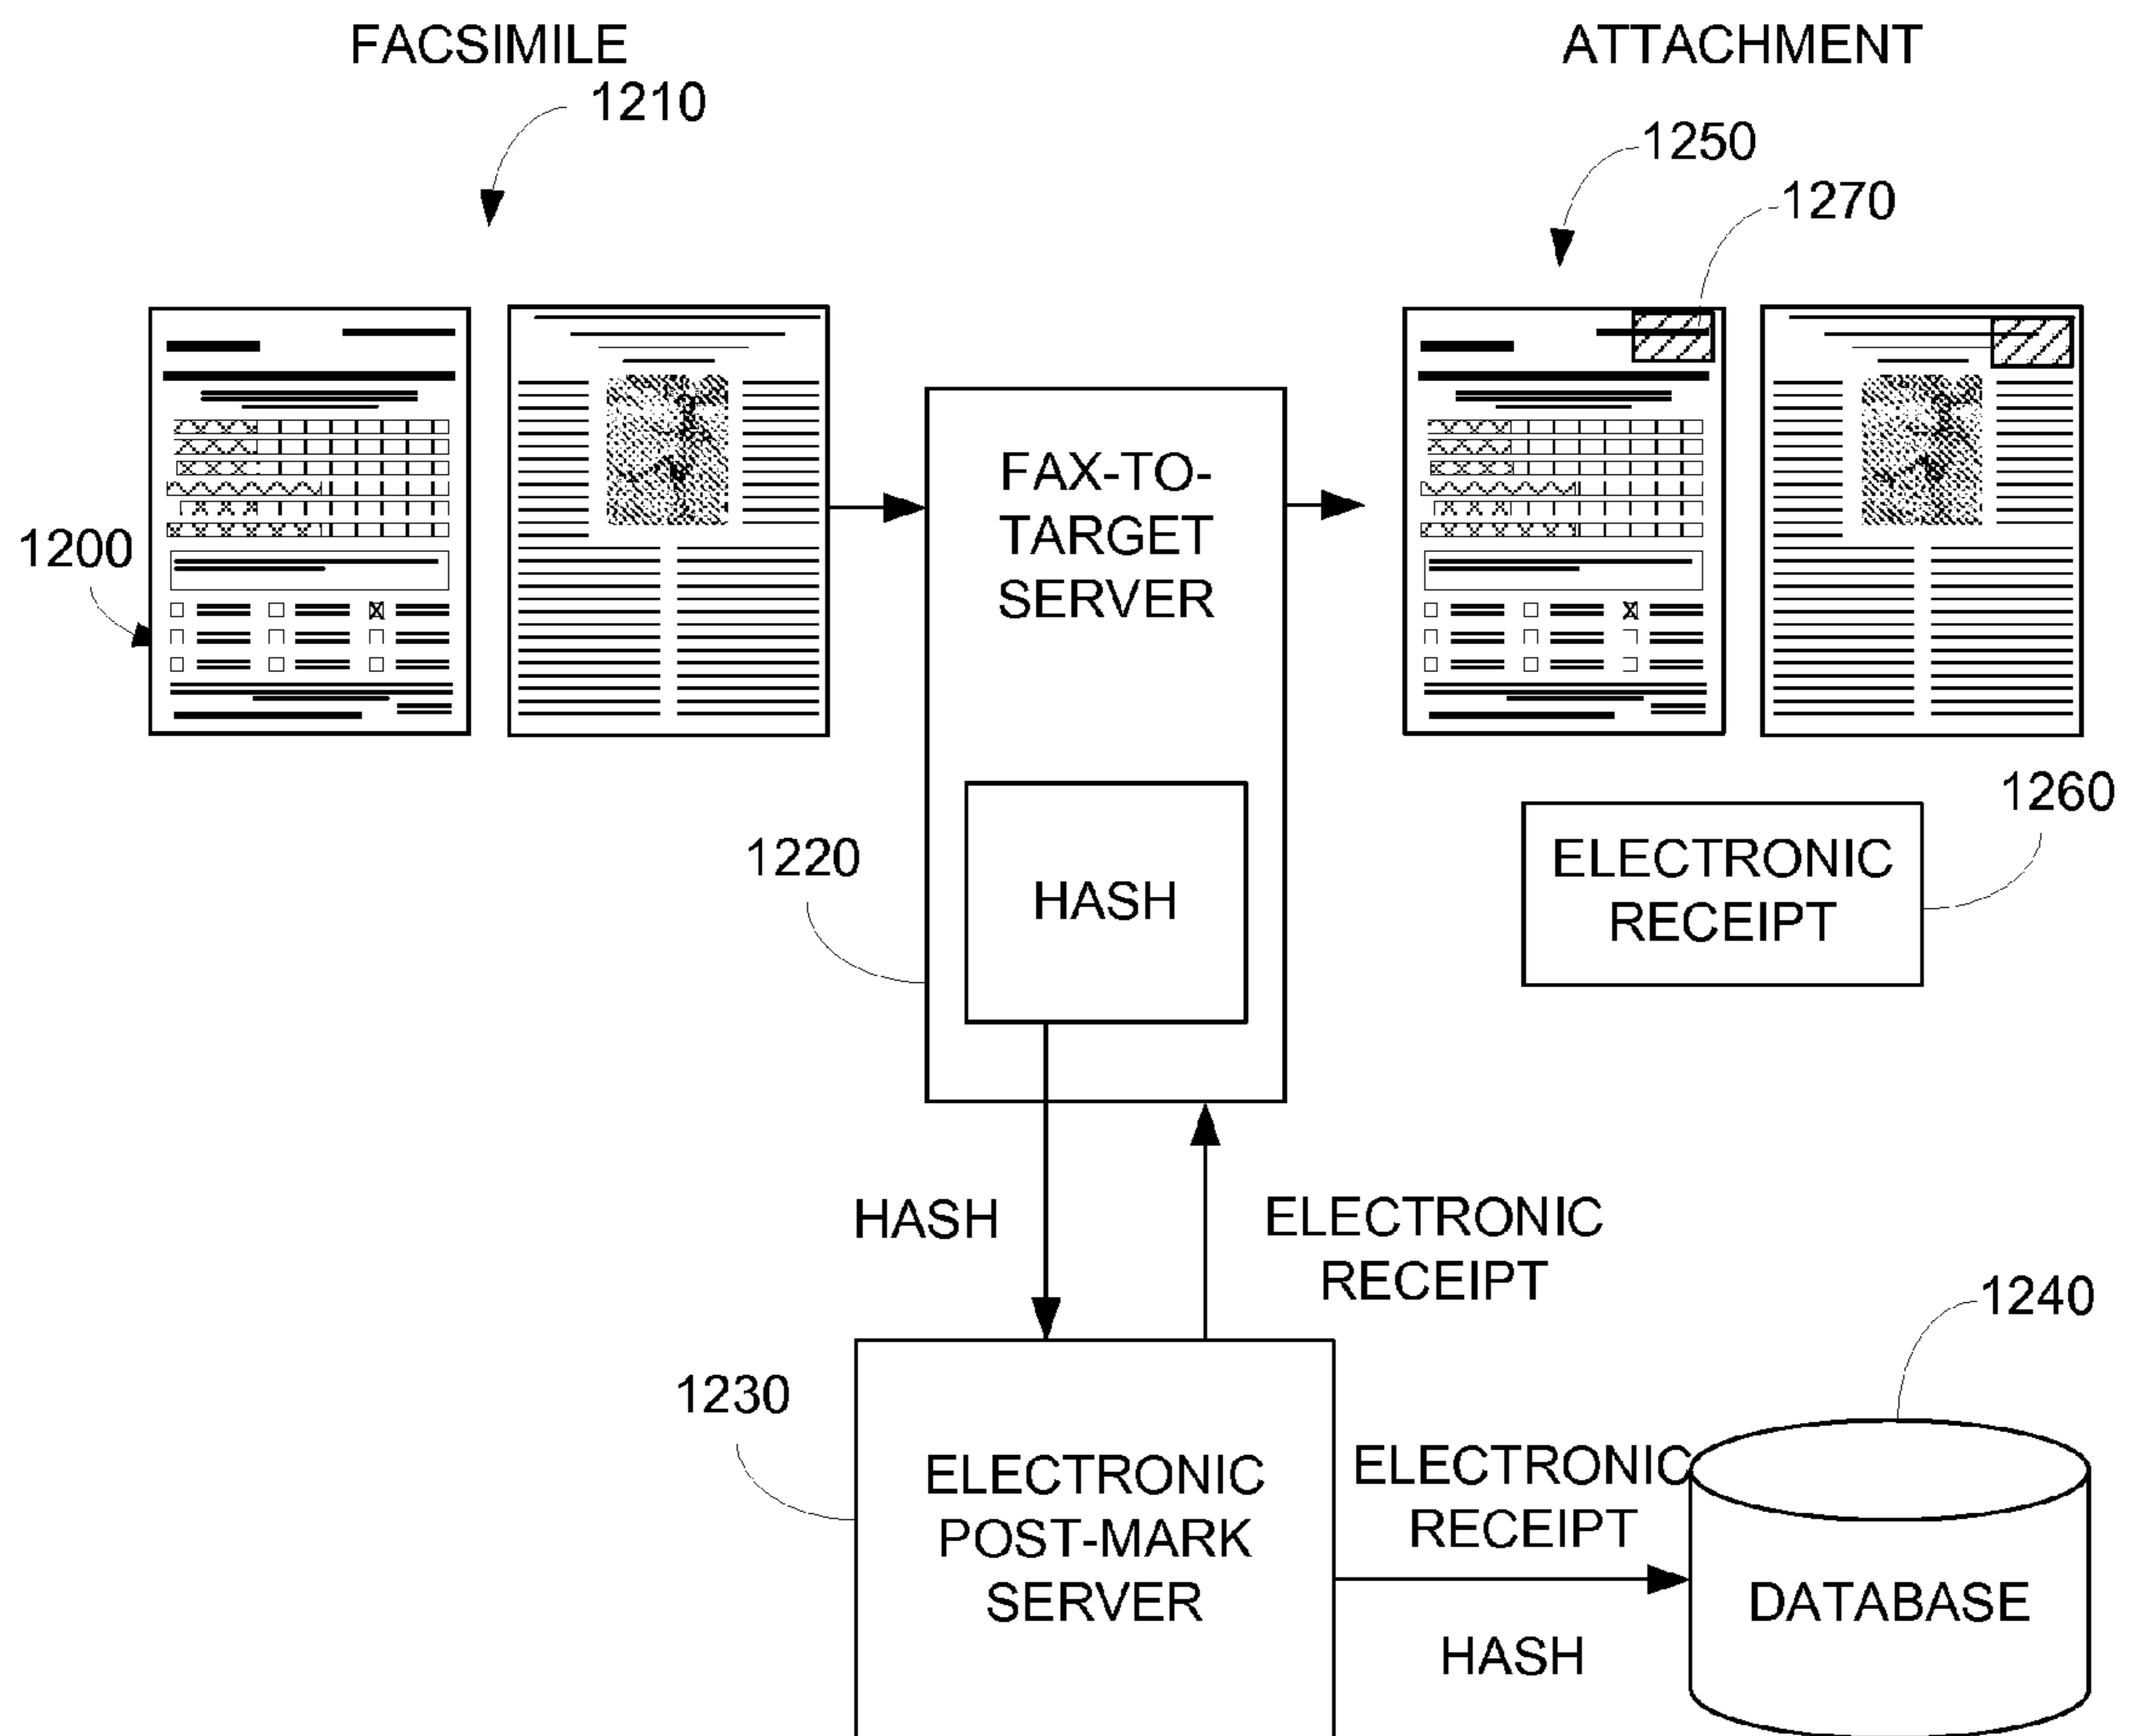 FACSIMILE
1210
ATTACHMENT
1250
1270
1200
FAX-TO-
TARGET
SERVER
1220
HASH
1260
ELECTRONIC
RECEIPT
HASH
ELECTRONIC
RECEIPT
1230
1240
ELECTRONIC
POST-MARK
SERVER
ELECTRONIC
RECEIPT
HASH
DATABASE